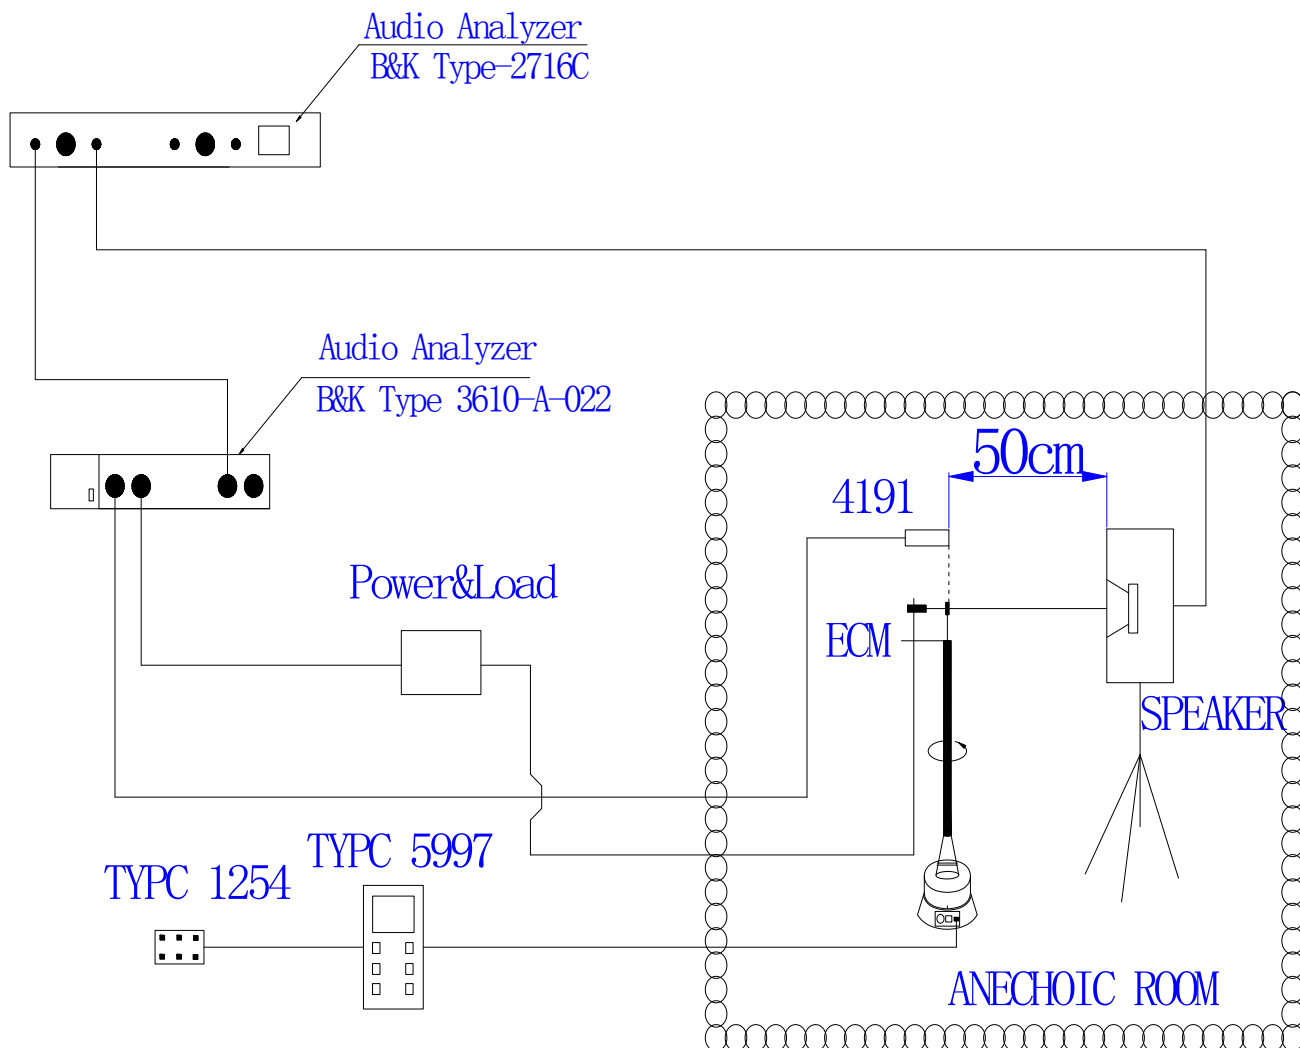 Audio Analyzer
B&K Type-2716C
Audio Analyzer
B&K Type 3610-A-022
50cm
4191
Power&Load
ECM
SPEAKER
TYPC 5997
TYPC 1254
ANECHOIC ROOM